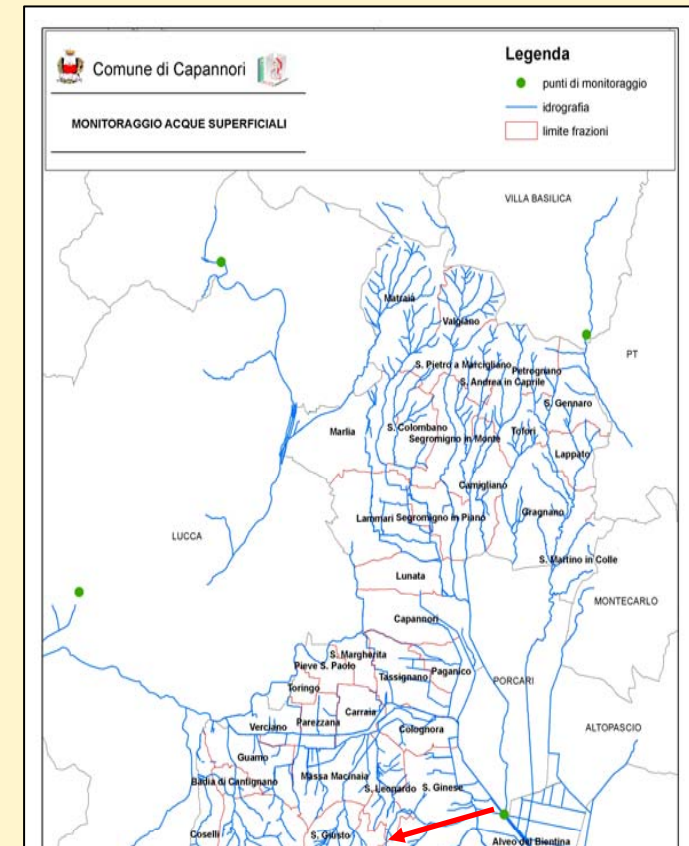 Comune di Capannori
MONITORAGGIO ACQUE SUPERFICIALI
Legenda
punti di monitoraggio
idrografia
limite frazioni
VILLA BASILICA
Matraia
Valgiano
PT
S. Pietro a Marcigliano
Petrognano
S. Andrea in Caprile
S. Gennaro
Marlia
S. Colombano
Segromigno in Monte
Tofori
Lappato
Camigliano
Gragnano
Lammari
Segromigno in Piano
LUCCA
S. Martino in Colle
Lunata
MONTECARLO
Capannori
S. Margherita
Pieve S. Paolo
Tassignano
Paganico
PORCARI
Toringo
Carraia
Parezzana
Verciano
Colognora
ALTOPASCIO
Guamo
Badia di Cantignano
Massa Macinaia
S. Leonardo
S. Ginese
Coselli
S. Giusto
Alveo del Bientina